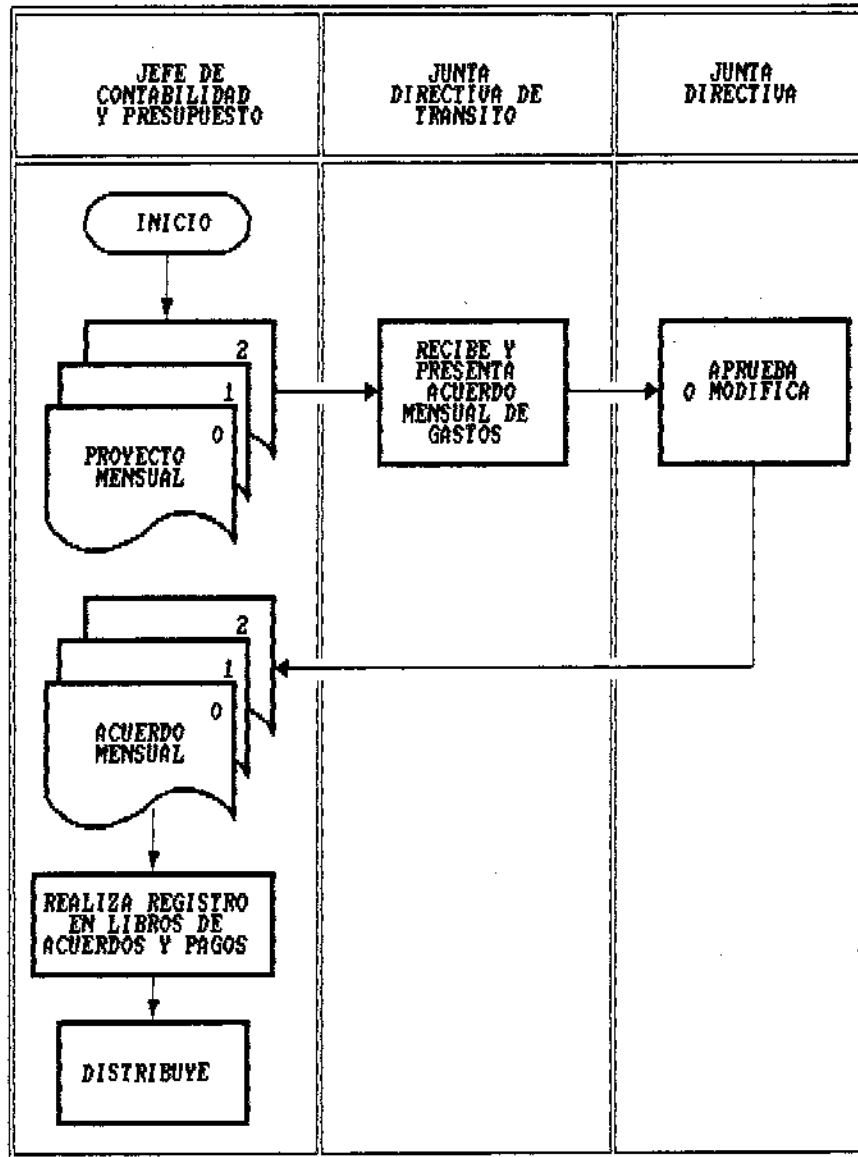 JEFE DE
CONTABILIDAD
Y PRESUPUESTO
JUNTA
DIRECTIVA DE
TRANSITO
JUNTA
DIRECTIVA
INICIO
2
1
0
PROYECTO
MENSUAL
RECIBE Y
PRESENTA
ACUERDO
MENSUAL DE
GASTOS
APRUEBA
O MODIFICA
2
1
0
ACUERDO
MENSUAL
REALIZA REGISTRO
EN LIBROS DE
ACUERDOS Y PAGOS
DISTRIBUYE